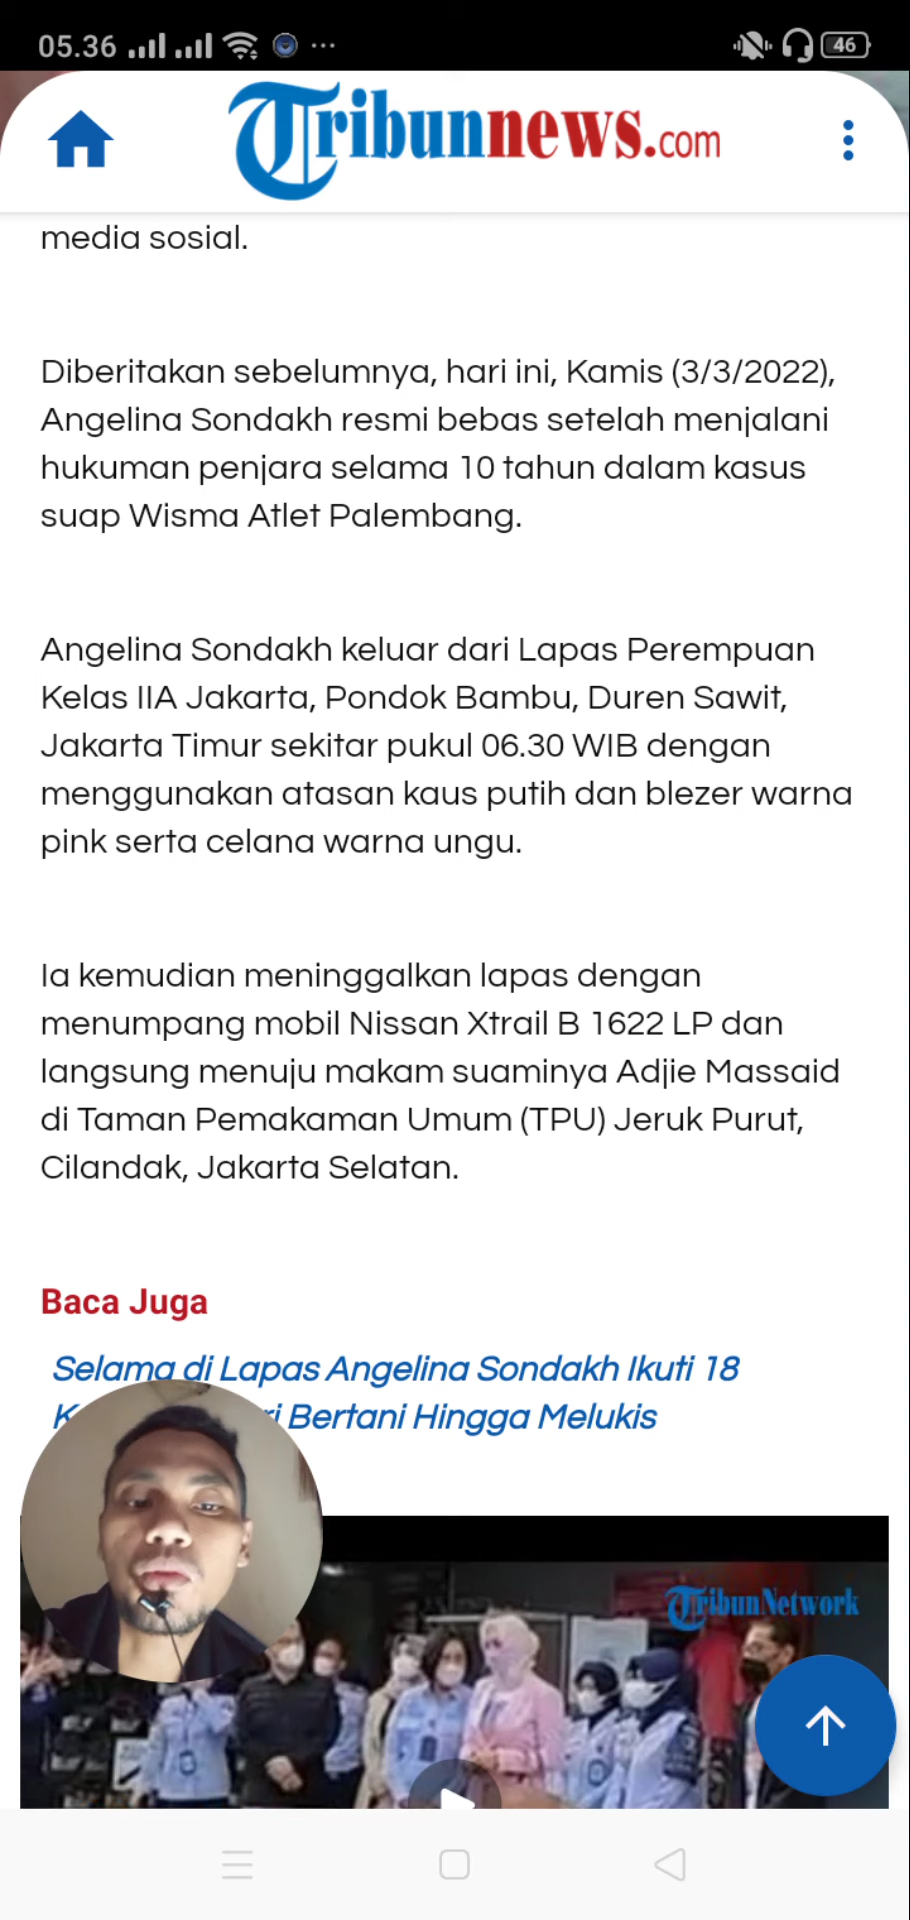 05.36
46
Tribunnews.com
media sosial.
Diberitakan sebelumnya, hari ini, Kamis (3/3/2022),
Angelina Sondakh resmi bebas setelah menjalani
hukuman penjara selama 10 tahun dalam kasus
suap Wisma Atlet Palembang.
Angelina Sondakh keluar dari Lapas Perempuan
Kelas IIA Jakarta, Pondok Bambu, Duren Sawit,
Jakarta Timur sekitar pukul 06.30 WIB dengan
menggunakan atasan kaus putih dan blezer warna
pink serta celana warna ungu.
Ia kemudian meninggalkan lapas dengan
menumpang mobil Nissan Xtrail B 1622 LP dan
langsung menuju makam suaminya Adjie Massaid
di Taman Pemakaman Umum (TPU) Jeruk Purut,
Cilandak, Jakarta Selatan.
Baca Juga
Selama di Lapas Angelina Sondakh Ikuti 18
Bertani Hingga Melukis
TribunNetwork